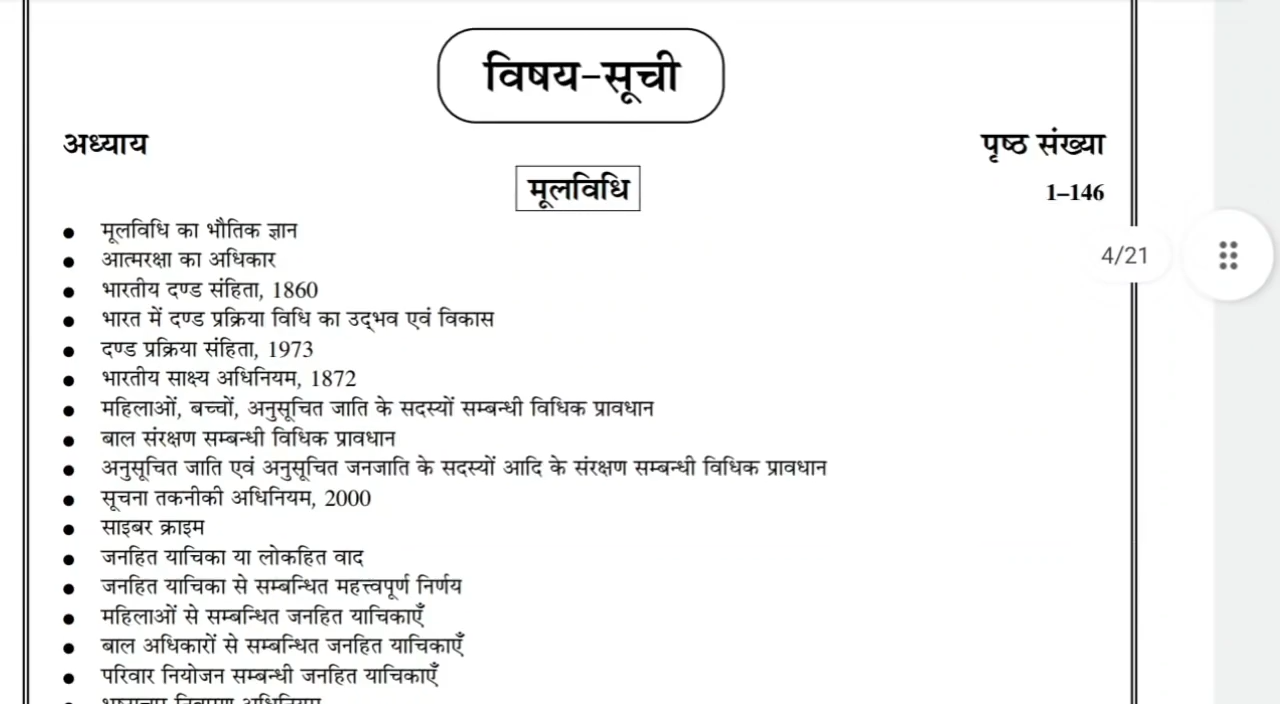 विषय-सूची
अध्याय
पृष्ठ संख्या
मूलविधि
1–146
● मूलविधि का भौतिक ज्ञान
● आत्मरक्षा का अधिकार
4/21
● भारतीय दण्ड संहिता, 1860
● भारत में दण्ड प्रक्रिया विधि का उद्भव एवं विकास
● दण्ड प्रक्रिया संहिता, 1973
● भारतीय साक्ष्य अधिनियम, 1872
● महिलाओं, बच्चों, अनुसूचित जाति के सदस्यों सम्बन्धी विधिक प्रावधान
● बाल संरक्षण सम्बन्धी विधिक प्रावधान
● अनुसूचित जाति एवं अनुसूचित जनजाति के सदस्यों आदि के संरक्षण सम्बन्धी विधिक प्रावधान
● सूचना तकनीकी अधिनियम, 2000
● साइबर क्राइम
● जनहित याचिका या लोकहित वाद
● जनहित याचिका से सम्बन्धित महत्त्वपूर्ण निर्णय
● महिलाओं से सम्बन्धित जनहित याचिकाएँ
● बाल अधिकारों से सम्बन्धित जनहित याचिकाएँ
● परिवार नियोजन सम्बन्धी जनहित याचिकाएँ